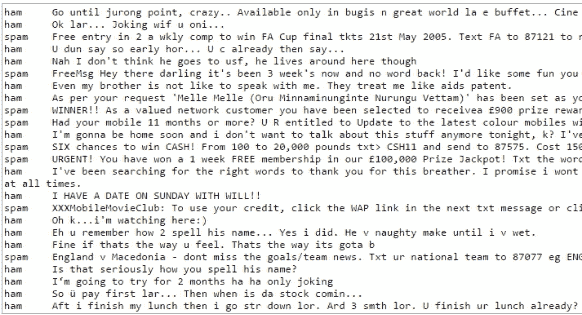 ham Go until jurong point, crazy.. Available only in bugis n great world la e buffet... Cine
ham Ok lar... Joking wif u oni...
spam Free entry in 2 a wkly comp to win FA Cup final tkts 21st May 2005. Text FA to 87121 to r
ham U dun say so early hor... U c already then say...
ham Nah I don't think he goes to usf, he lives around here though
spam FreeMsg Hey there darling it's been 3 week's now and no word back! I'd like some fun you
ham Even my brother is not like to speak with me. They treat me like aids patent.
ham As per your request 'Melle Melle (Oru Minnaminunginte Nurungu Vettam)' has been set as yo
spam WINNER!! As a valued network customer you have been selected to receivea £900 prize rewar
spam Had your mobile 11 months or more? U R entitled to Update to the latest colour mobiles wi
ham I'm gonna be home soon and i don't want to talk about this stuff anymore tonight, k? I've
spam SIX chances to win CASH! From 100 to 20,000 pounds txt> CSH11 and send to 87575. Cost 150
spam URGENT! You have won a 1 week FREE membership in our £100,000 Prize Jackpot! Txt the word
ham I've been searching for the right words to thank you for this breather. I promise i wont
at all times.
ham I HAVE A DATE ON SUNDAY WITH WILL!!
spam XXXMobileMovieClub: To use your credit, click the WAP link in the next txt message or cli
ham Oh k...i'm watching here:)
ham Eh u remember how 2 spell his name... Yes i did. He v naughty make until i v wet.
ham Fine if thats the way u feel. Thats the way its gota b
spam England v Macedonia - dont miss the goals/team news. Txt ur national team to 87077 eg ENG
ham Is that seriously how you spell his name?
ham I‘m going to try for 2 months ha ha only joking
ham So ü pay first lar... Then when is da stock comin...
ham Aft i finish my lunch then i go str down lor. Ard 3 smth lor. U finish ur lunch already?